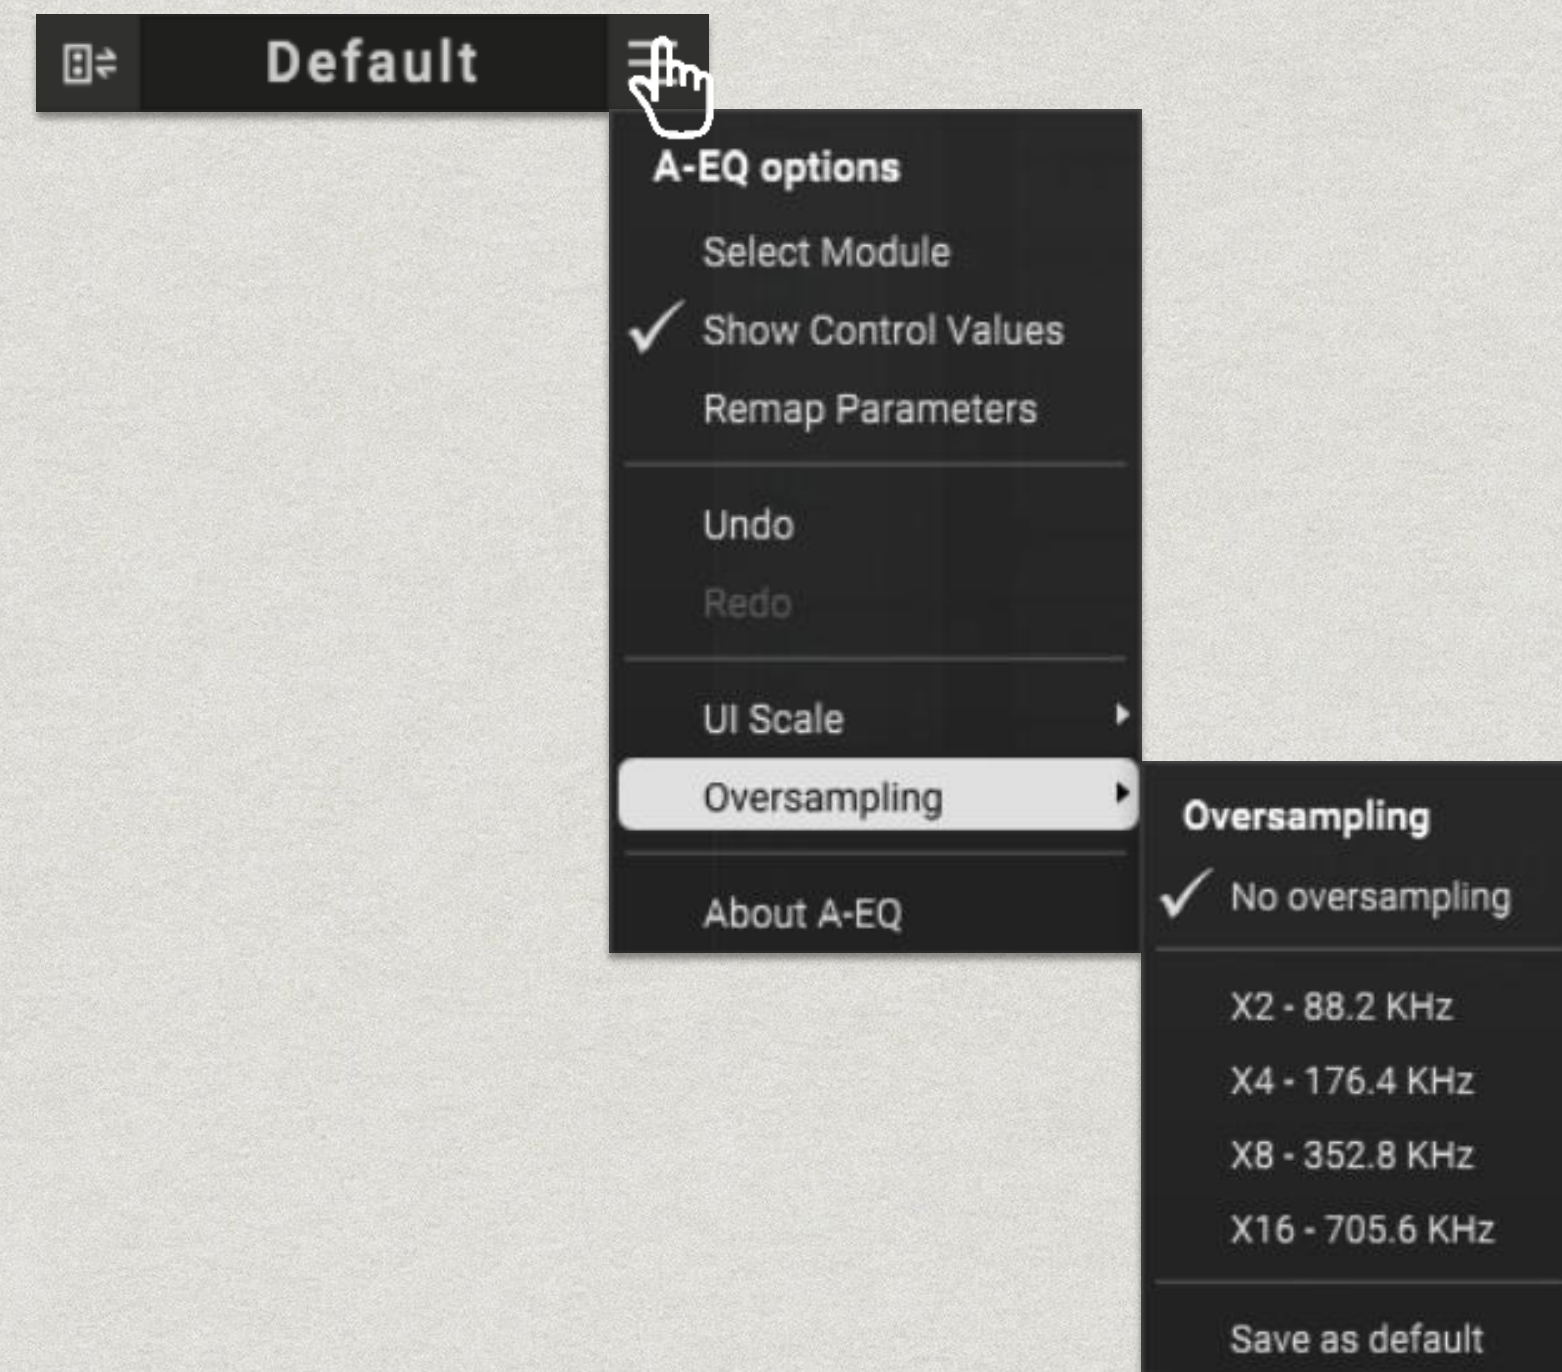 Default
A-EQ options
Select Module
Show Control Values
Remap Parameters
Undo
Redo
UI Scale
Oversampling
About A-EQ
Oversampling
No oversampling
X2 - 88.2 KHz
X4 - 176.4 KHz
X8 - 352.8 KHz
X16 - 705.6 KHz
Save as default